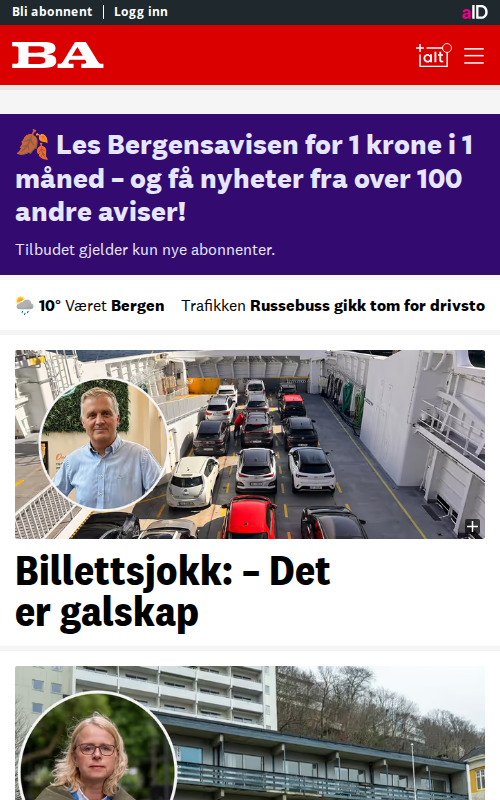 Bli abonnent | Logg inn
aID
BA
+alt
Les Bergensavisen for 1 krone i 1
måned – og få nyheter fra over 100
andre aviser!
Tilbudet gjelder kun nye abonnenter.
10° Været Bergen Trafikken Russebuss gikk tom for drivsto
Billettsjokk: – Det
er galskap